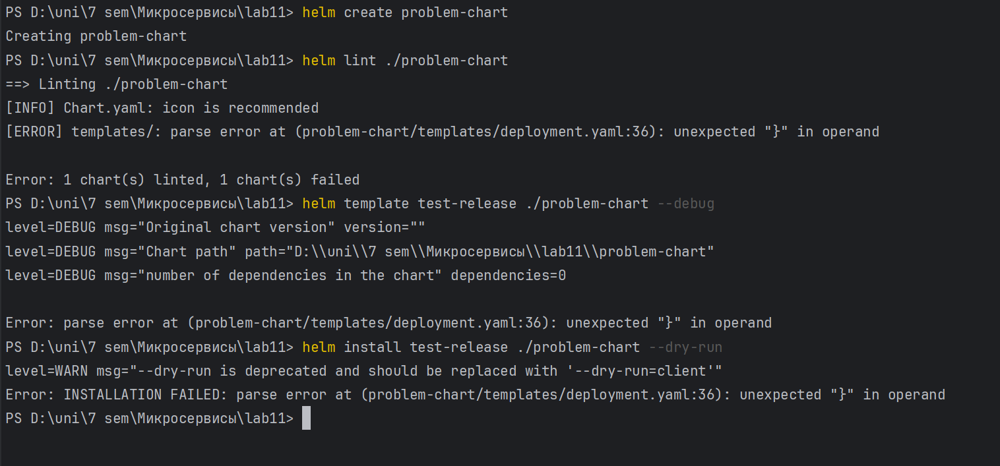 PS D:\uni\7 sem\Микросервисы\lab11> helm create problem-chart
Creating problem-chart
PS D:\uni\7 sem\Микросервисы\lab11> helm lint ./problem-chart
==> Linting ./problem-chart
[INFO] Chart.yaml: icon is recommended
[ERROR] templates/: parse error at (problem-chart/templates/deployment.yaml:36): unexpected "}" in operand
Error: 1 chart(s) linted, 1 chart(s) failed
PS D:\uni\7 sem\Микросервисы\lab11> helm template test-release ./problem-chart --debug
level=DEBUG msg="Original chart version" version=""
level=DEBUG msg="Chart path" path="D:\\uni\\7 sem\\Микросервисы\\lab11\\problem-chart"
level=DEBUG msg="number of dependencies in the chart" dependencies=0
Error: parse error at (problem-chart/templates/deployment.yaml:36): unexpected "}" in operand
PS D:\uni\7 sem\Микросервисы\lab11> helm install test-release ./problem-chart --dry-run
level=WARN msg="--dry-run is deprecated and should be replaced with '--dry-run=client'"
Error: INSTALLATION FAILED: parse error at (problem-chart/templates/deployment.yaml:36): unexpected "}" in operand
PS D:\uni\7 sem\Микросервисы\lab11>